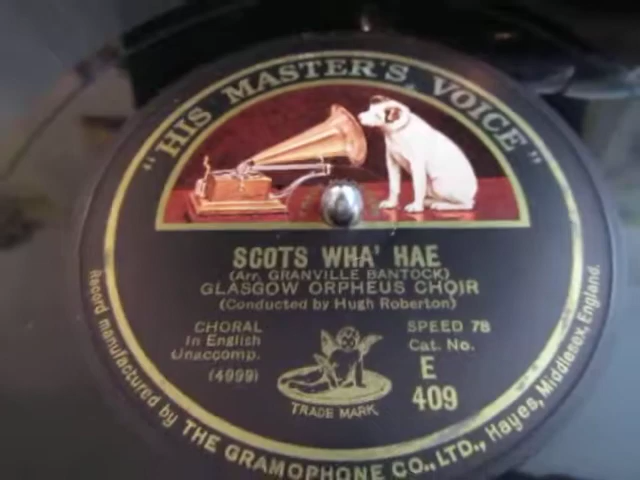 "HIS MASTER'S VOICE"
SCOTS WHA' HAE
(Arr. GRANVILLE BANTOCK)
GLASGOW ORPHEUS CHOIR
(Conducted by Hugh Roberton)
CHORAL
In English
Unaccomp.
(4999)
SPEED 78
Cat. No.
E
409
TRADE MARK
Record manufactured by THE GRAMOPHONE CO., LTD., Hayes, Middlesex, England.